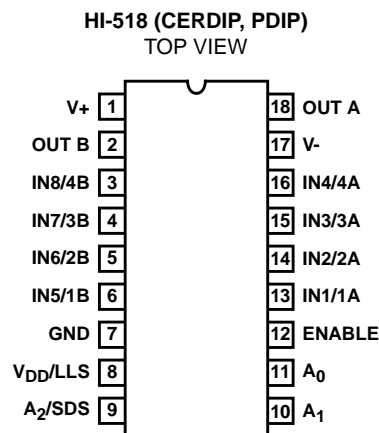 HI-518 (CERDIP, PDIP)
TOP VIEW
V+ 1 18 OUT A
OUT B 2 17 V-
IN8/4B 3 16 IN4/4A
IN7/3B 4 15 IN3/3A
IN6/2B 5 14 IN2/2A
IN5/1B 6 13 IN1/1A
GND 7 12 ENABLE
VDD/LLS 8 11 A0
A2/SDS 9 10 A1